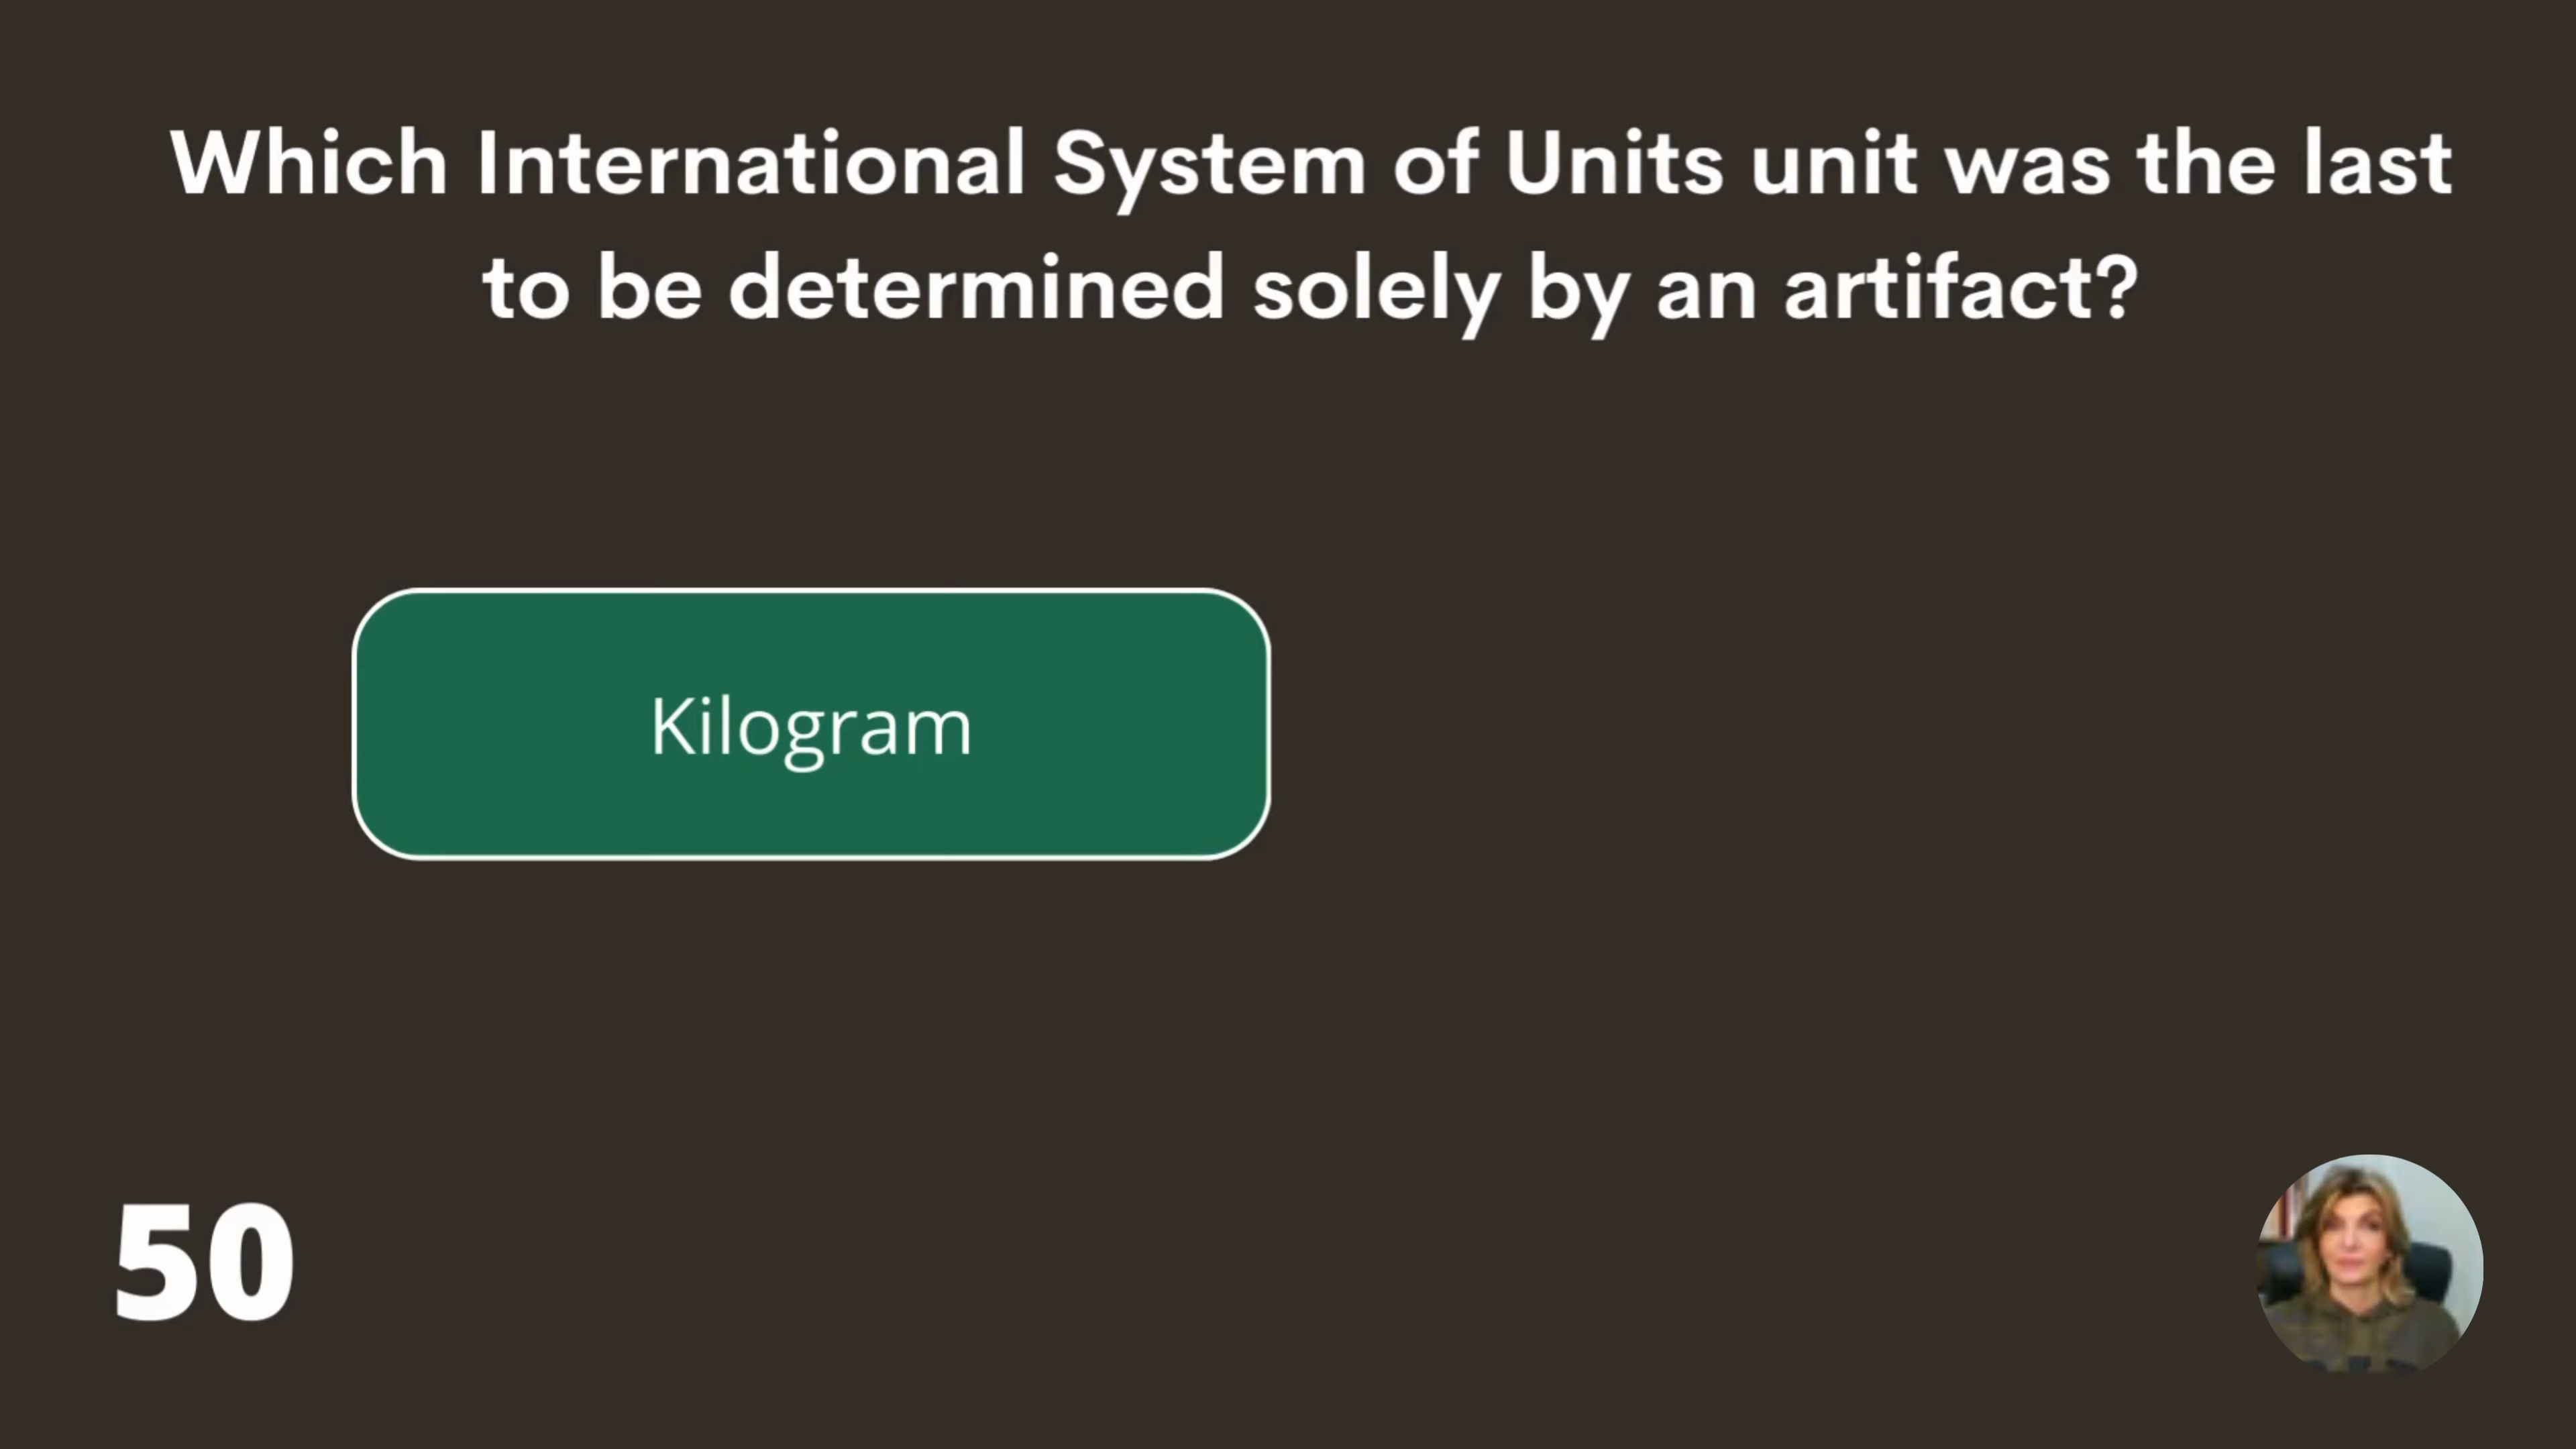 Which International System of Units unit was the last
to be determined solely by an artifact?
Kilogram
50